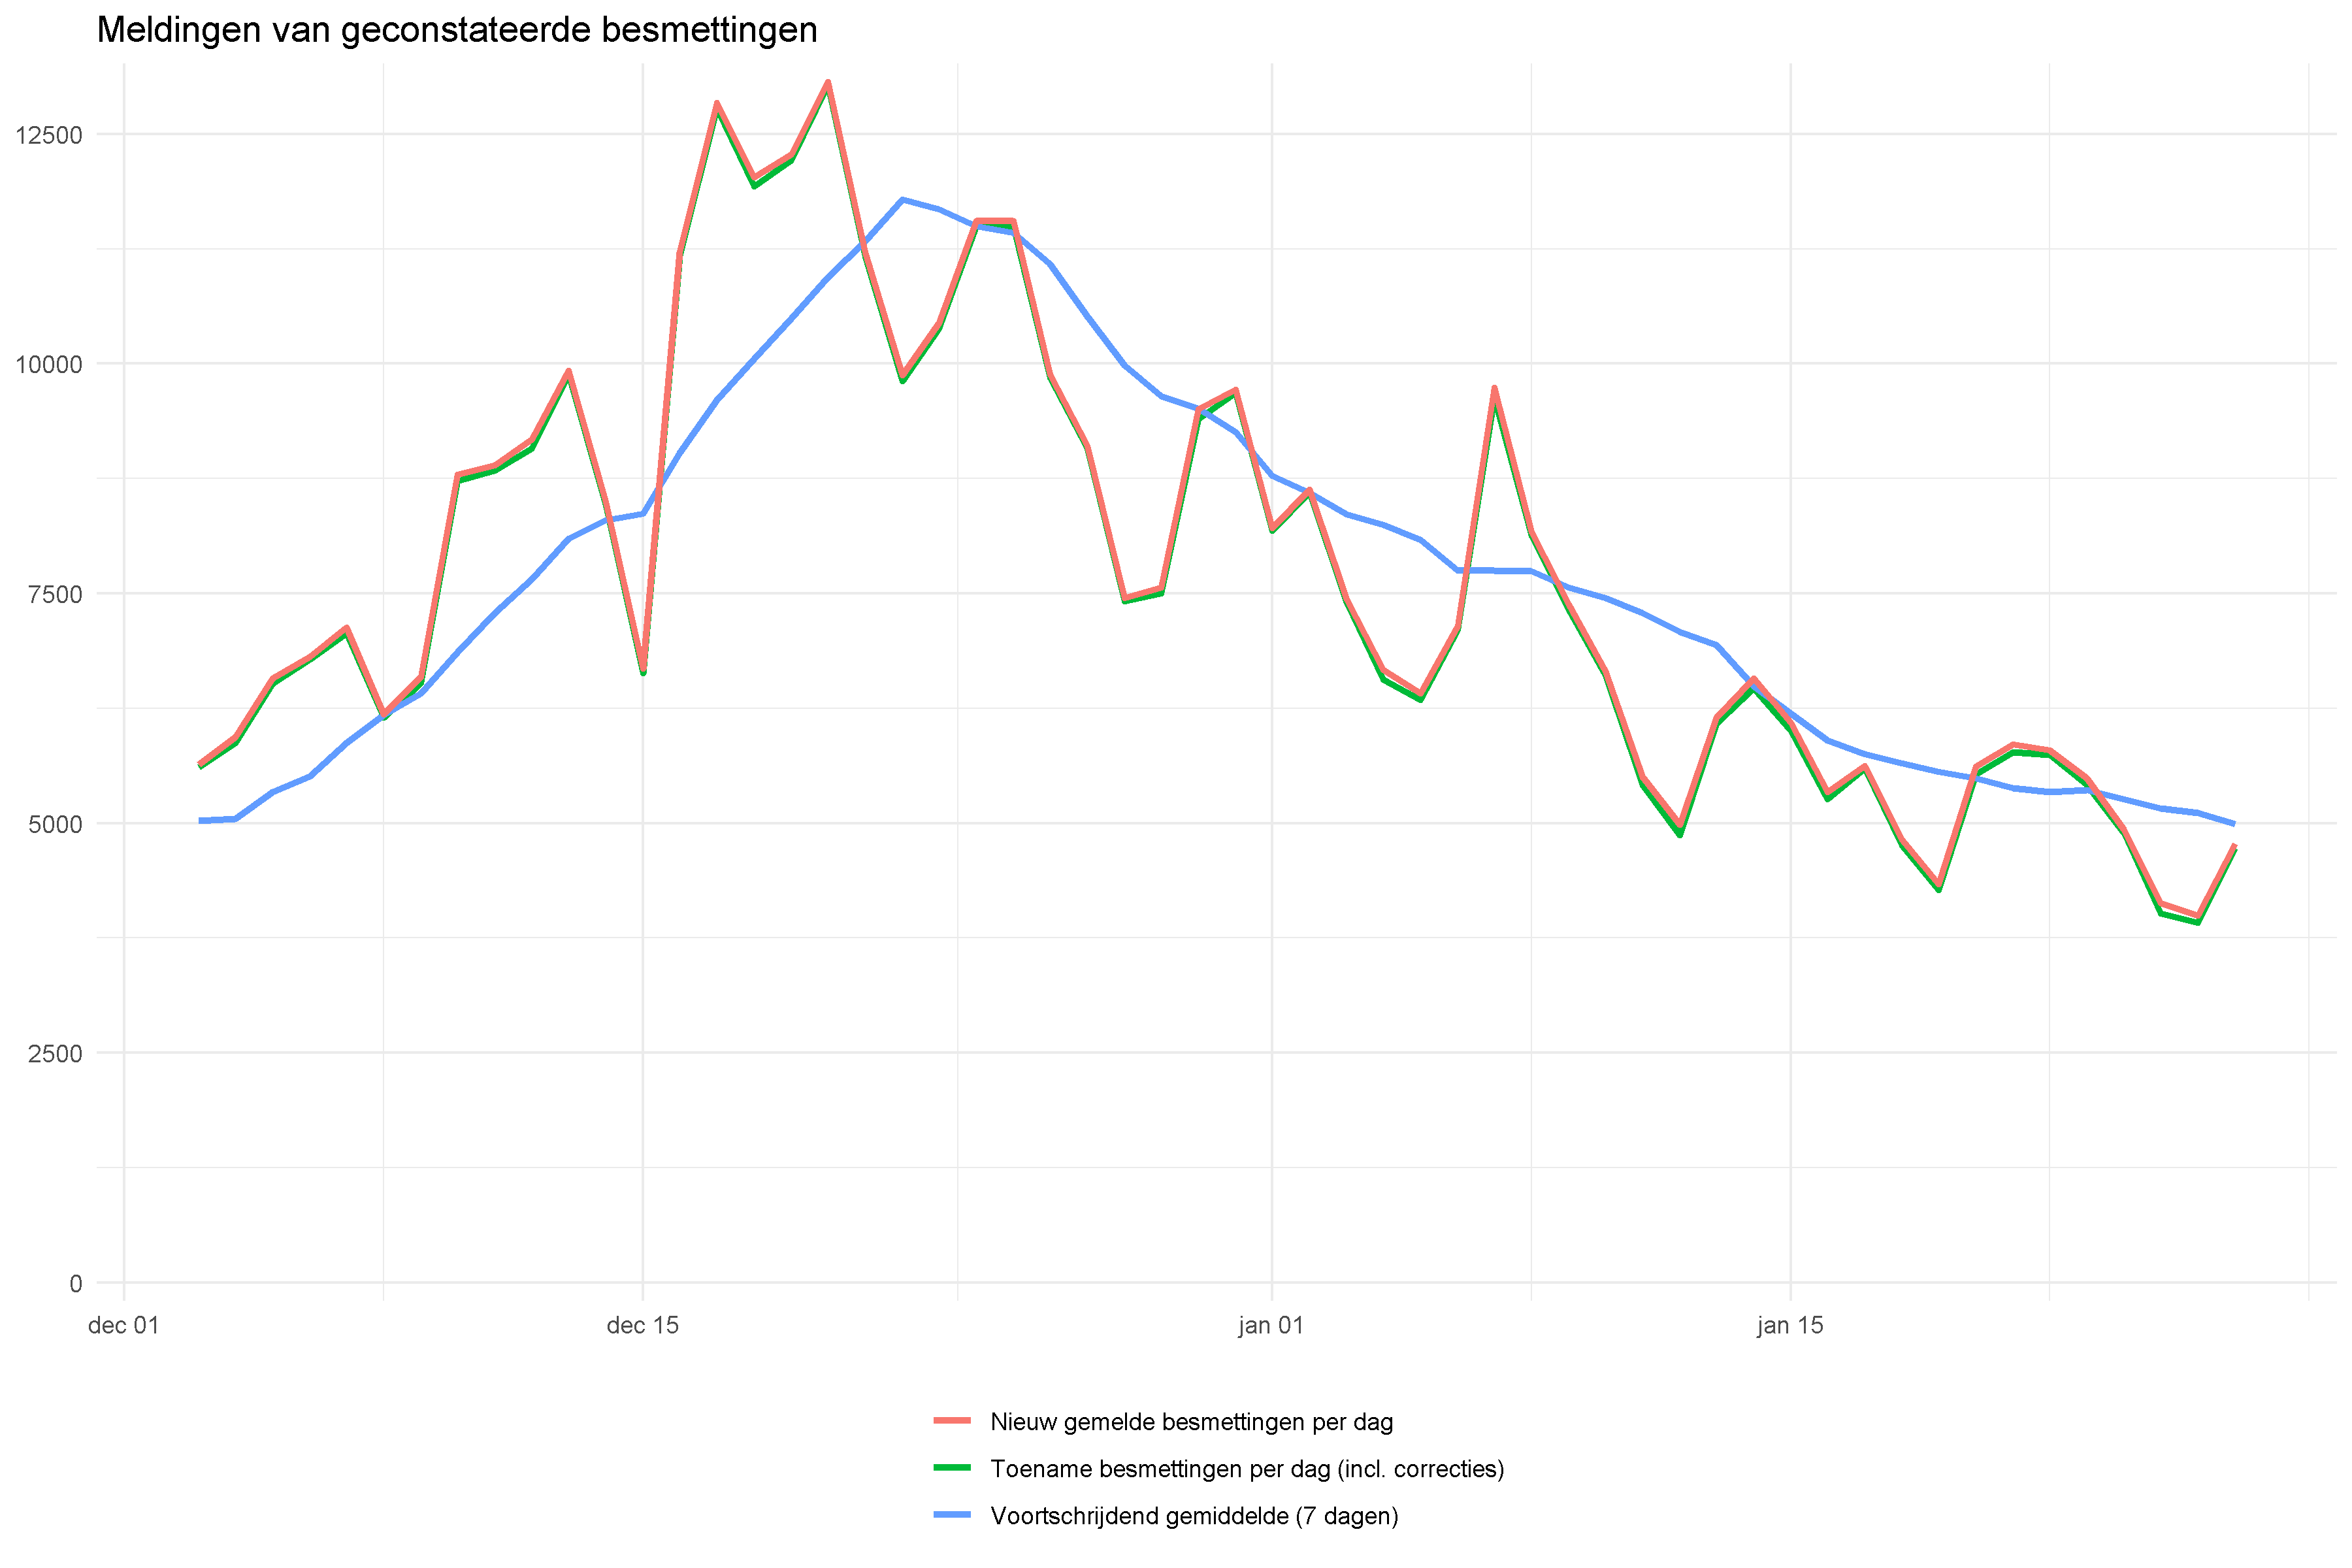 Meldingen van geconstateerde besmettingen
12500
10000
7500
5000
2500
0
dec 01 dec 15 jan 01 jan 15
Nieuw gemelde besmettingen per dag
Toename besmettingen per dag (incl. correcties)
Voortschrijdend gemiddelde (7 dagen)